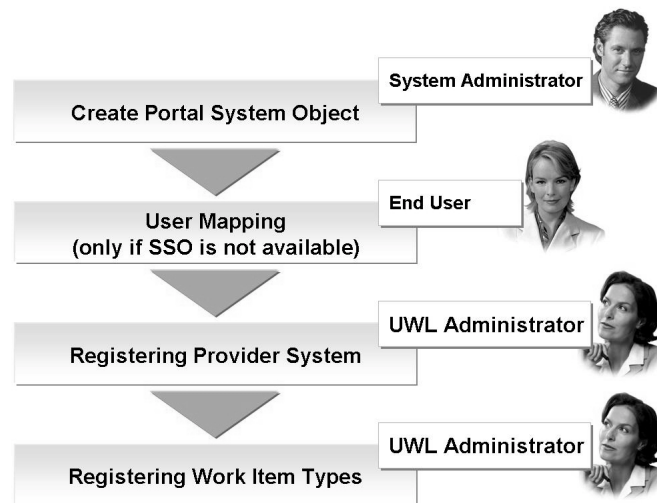 System Administrator
Create Portal System Object
End User
User Mapping
(only if SSO is not available)
UWL Administrator
Registering Provider System
UWL Administrator
Registering Work Item Types